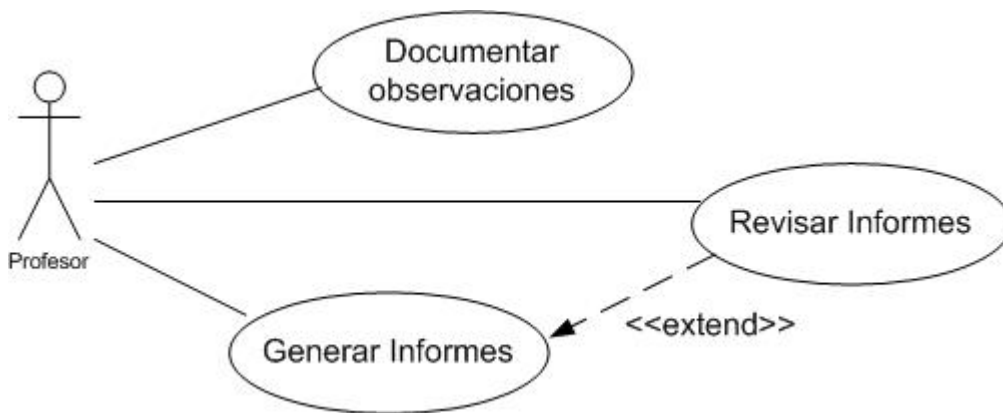 Documentar
observaciones
Revisar Informes
Profesor
<<extend>>
Generar Informes